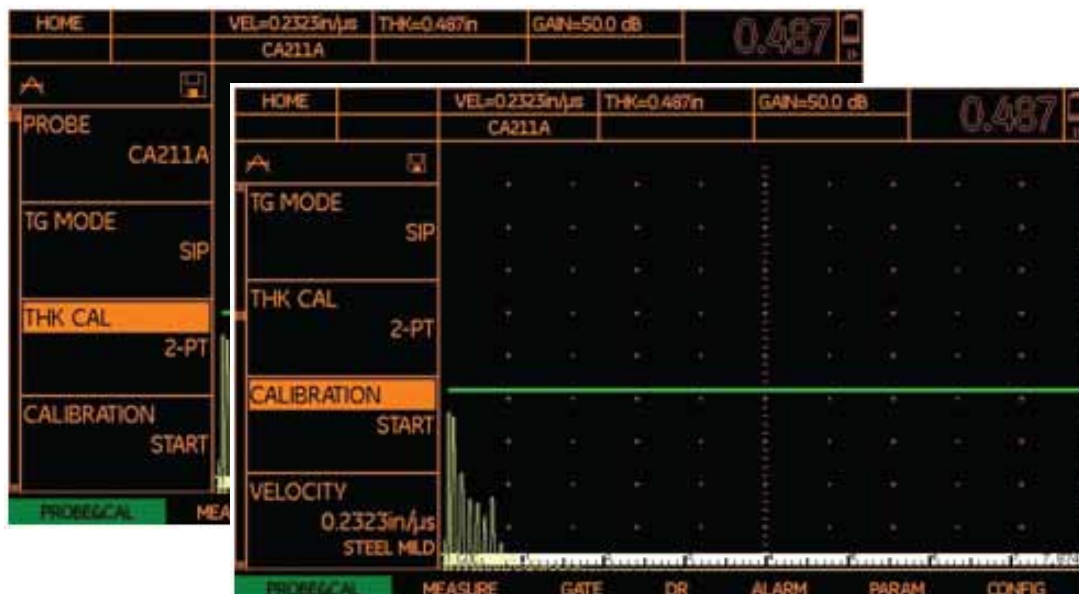 HOME VEL=0.2323in/µs THK=0.487in GAIN=50.0 dB 0.487
CA211A
PROBE
CA211A
TG MODE
SIP
THK CAL
2-PT
CALIBRATION
START
PROBE&CAL MEA
HOME VEL=0.2323in/µs THK=0.487in GAIN=50.0 dB 0.487
CA211A
TG MODE
SIP
THK CAL
2-PT
CALIBRATION
START
VELOCITY
0.2323in/µs
STEEL MILD
PROBE&CAL MEASURE GATE DR ALARM PARAM CONFIG